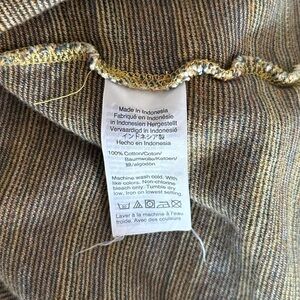 Made in Indonesia
Fabriqué en Indonésie
in Indonesien Hergestellt
Vervaardigd in Indonesië
インドネシア製
Hecho en Indonesia
100% Cotton/Coton/
Baumwolle/Katoen/
綿/algodón
Machine wash cold. With
like colors. Non-chlorine
bleach only. Tumble dry
low. Iron on lowest setting.
Laver à la machine à l'eau
froide. Avec des couleurs